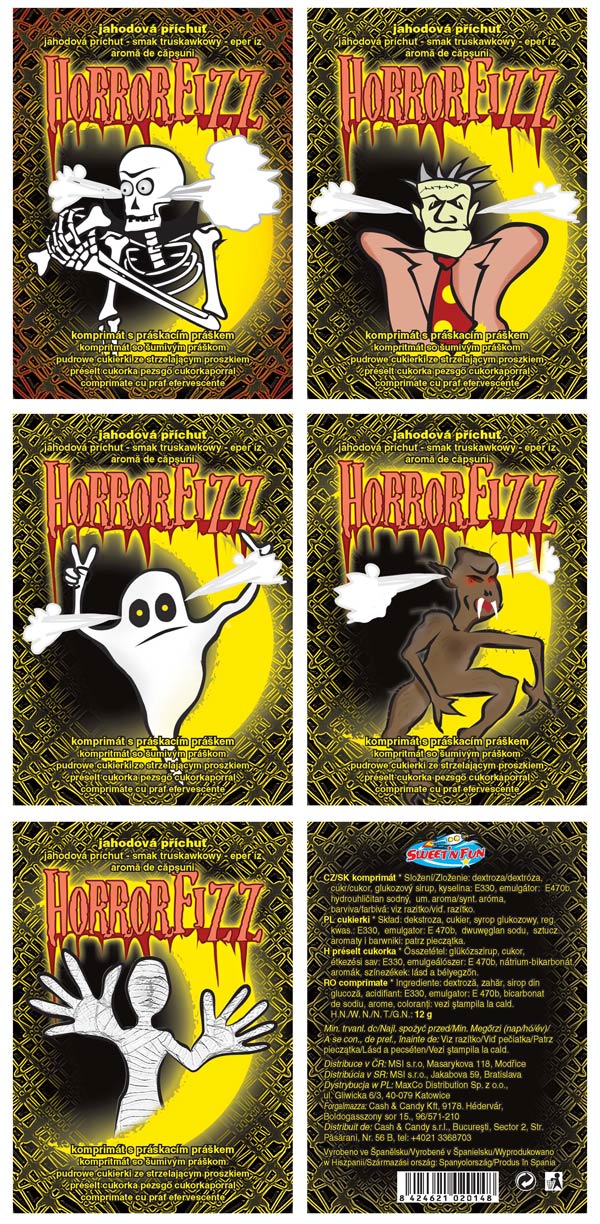 jahodová příchuť
jahodová príchuť - smak truskawkowy - eper íz
aromă de căpșuni
HORRORFIZZ
komprimát s práskacím práškem
kompritmát so šumivým práškom
pudrowe cukierki ze strzelającym proszkiem
préselt cukorka pezsgő cukorkaporral
comprimate cu praf efervescente
jahodová příchuť
jahodová príchuť - smak truskawkowy - eper íz
aromă de căpșuni
HORRORFIZZ
komprimát s práskacím práškem
kompritmát so šumivým práškom
pudrowe cukierki ze strzelającym proszkiem
préselt cukorka pezsgő cukorkaporral
comprimate cu praf efervescente
jahodová příchuť
jahodová príchuť - smak truskawkowy - eper íz
aromă de căpșuni
HORRORFIZZ
komprimát s práskacím práškem
kompritmát so šumivým práškom
pudrowe cukierki ze strzelającym proszkiem
préselt cukorka pezsgő cukorkaporral
comprimate cu praf efervescente
jahodová příchuť
jahodová príchuť - smak truskawkowy - eper íz
aromă de căpșuni
HORRORFIZZ
komprimát s práskacím práškem
kompritmát so šumivým práškom
pudrowe cukierki ze strzelającym proszkiem
préselt cukorka pezsgő cukorkaporral
comprimate cu praf efervescente
jahodová příchuť
jahodová príchuť - smak truskawkowy - eper íz
aromă de căpșuni
HORRORFIZZ
komprimát s práskacím práškem
kompritmát so šumivým práškom
pudrowe cukierki ze strzelającym proszkiem
préselt cukorka pezsgő cukorkaporral
comprimate cu praf efervescente
SWEET'N FUN
CZ/SK komprimát * Složení/Zloženie: dextroza/dextróza,
cukr/cukor, glukozový sirup, kyselina: E330, emulgátor: E470b,
hydrouhličitan sodný, um. aroma/synt. aróma,
barviva/farbivá: viz razítko/viď. razítko.
PL cukierki * Skład: dekstroza, cukier, syrop glukozowy, reg.
kwas.: E330, emulgator: E 470b, dwuwęglan sodu, sztucz.
aromaty i barwniki: patrz pieczątka.
H préselt cukorka * Összetétel: glükózszirup, cukor,
étkezési sav: E330, emulgeálószer: E 470b, nátrium-bikarbonát,
aromák, színezékek: lásd a bélyegzőn.
RO comprimate * Ingrediente: dextroză, zahăr, sirop din
glucoză, acidifiant: E330, emulgator: E 470b, bicarbonat
de sodiu, arome, coloranți: vezi ștampila la cald.
H.N./W. N./N. T./G.N.: 12 g
Min. trvanl. do/Najl. spożyć przed/Min. Megőrzi (nap/hó/év)/
A se con., de pref., înainte de: Viz razítko/Viď pečiatka/Patrz
pieczątka/Lásd a pecséten/Vezi ștampila la cald.
Distribuce v ČR: MSI s.r.o., Masarykova 118, Modřice
Distribúcia v SR: MSI s.r.o., Jakabova 59, Bratislava
Dystrybucja w PL: MaxCo Distribution Sp. z o.o.,
ul. Gliwicka 6/3, 40-079 Katowice
Forgalmazza: Cash & Candy Kft, 9178. Hédervár,
Boldogasszony sor 15., 96/571-210
Distribuit de: Cash & Candy s.r.l., București, Sector 2, Str.
Păsărani, Nr. 56 B, tel: +4021 3368703
Vyrobeno ve Španělsku/Vyrobené v Španielsku/Wyprodukowano
w Hiszpanii/Származási ország: Spanyolország/Produs în Spania
8 424621 020148